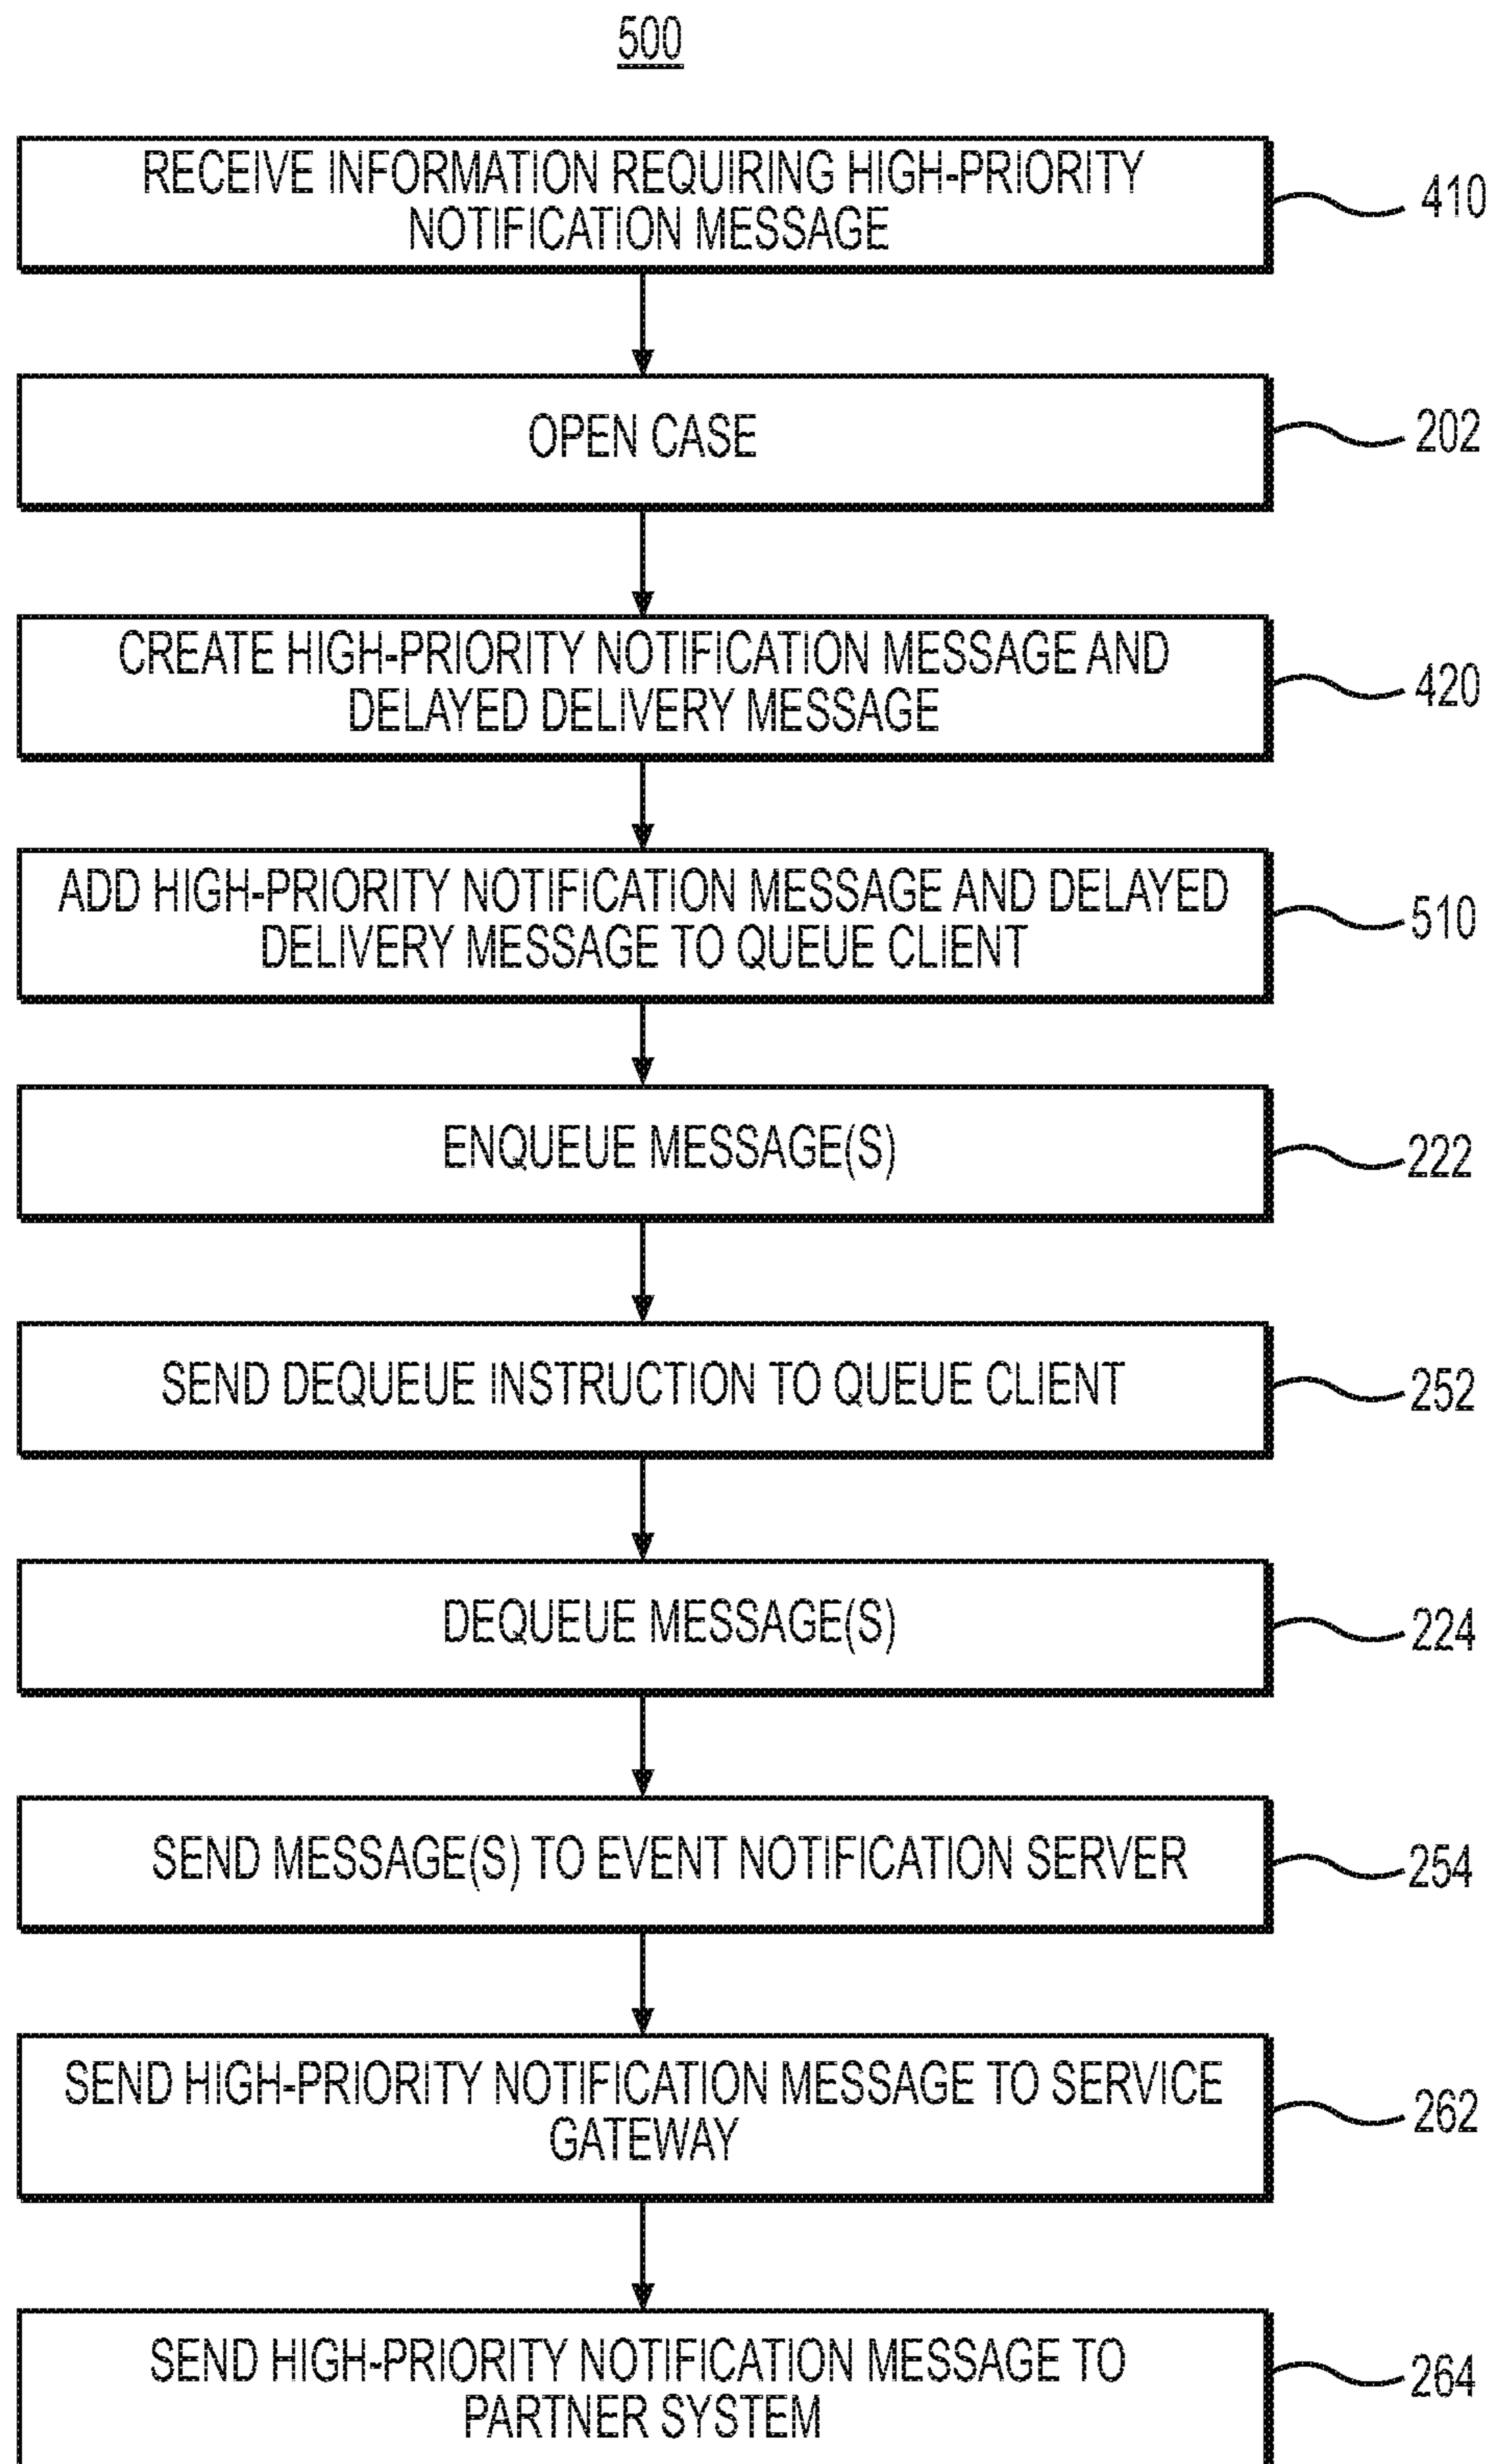 500
RECEIVE INFORMATION REQUIRING HIGH-PRIORITY
NOTIFICATION MESSAGE
410
OPEN CASE
202
CREATE HIGH-PRIORITY NOTIFICATION MESSAGE AND
DELAYED DELIVERY MESSAGE
420
ADD HIGH-PRIORITY NOTIFICATION MESSAGE AND DELAYED
DELIVERY MESSAGE TO QUEUE CLIENT
510
ENQUEUE MESSAGE(S)
222
SEND DEQUEUE INSTRUCTION TO QUEUE CLIENT
252
DEQUEUE MESSAGE(S)
224
SEND MESSAGE(S) TO EVENT NOTIFICATION SERVER
254
SEND HIGH-PRIORITY NOTIFICATION MESSAGE TO SERVICE
GATEWAY
262
SEND HIGH-PRIORITY NOTIFICATION MESSAGE TO
PARTNER SYSTEM
264